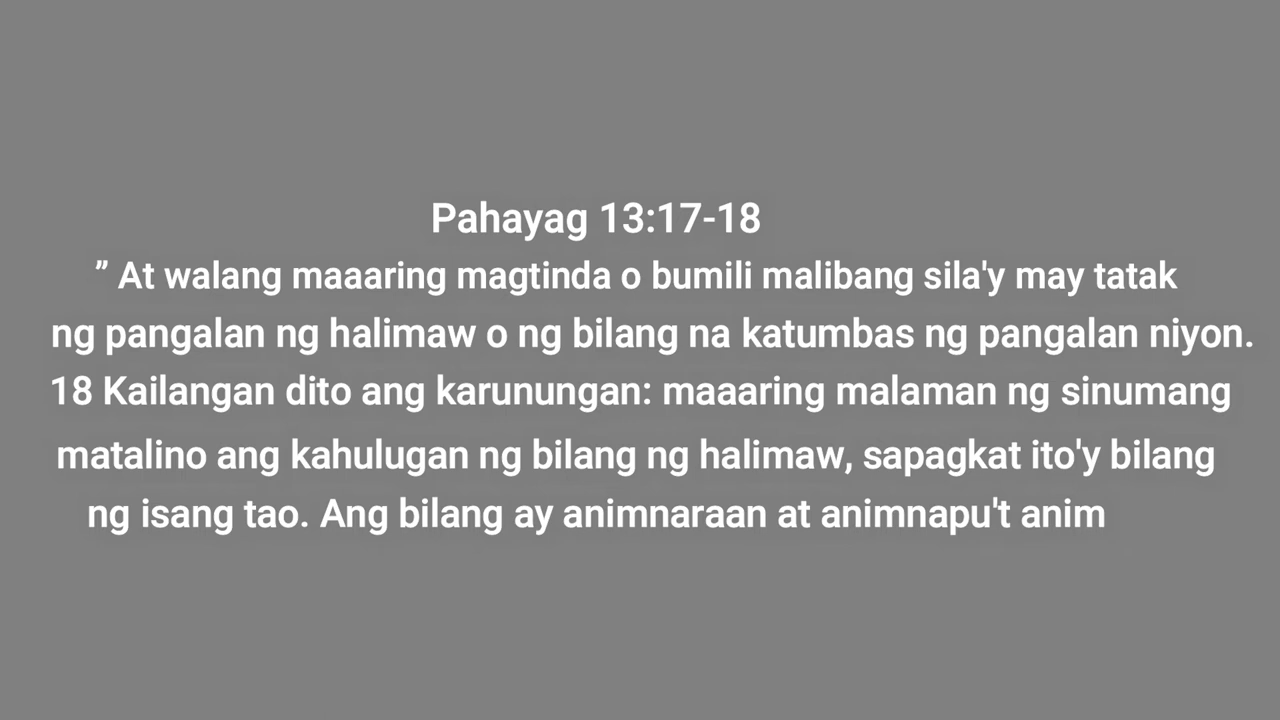 Pahayag 13:17-18
” At walang maaaring magtinda o bumili malibang sila'y may tatak
ng pangalan ng halimaw o ng bilang na katumbas ng pangalan niyon.
18 Kailangan dito ang karunungan: maaaring malaman ng sinumang
matalino ang kahulugan ng bilang ng halimaw, sapagkat ito'y bilang
ng isang tao. Ang bilang ay animnaraan at animnapu't anim